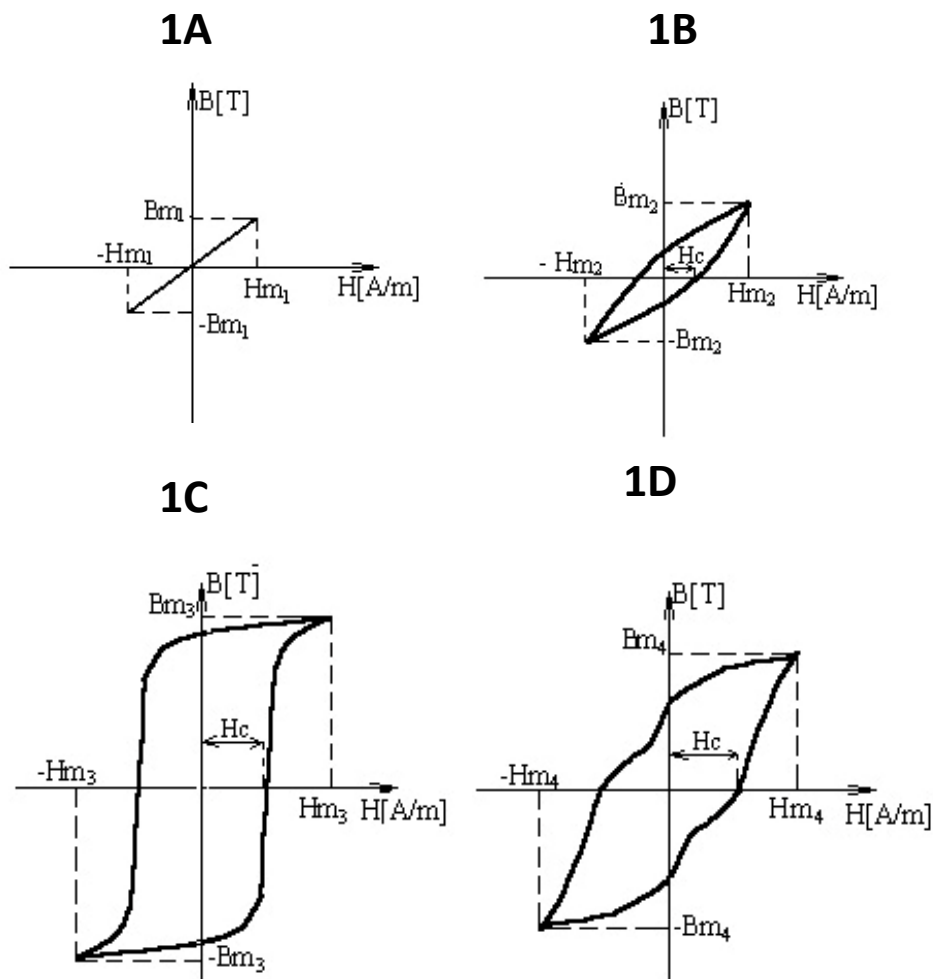 1A
1B
B[T]
Bm1
-Hm1
Hm1
H[A/m]
-Bm1
B[T]
Bm2
Hc
- Hm2
Hm2
H[A/m]
-Bm2
1C
1D
B[T]
Bm3
Hc
-Hm3
Hm3
H[A/m]
-Bm3
B[T]
Bm4
Hc
-Hm4
Hm4
H[A/m]
-Bm4